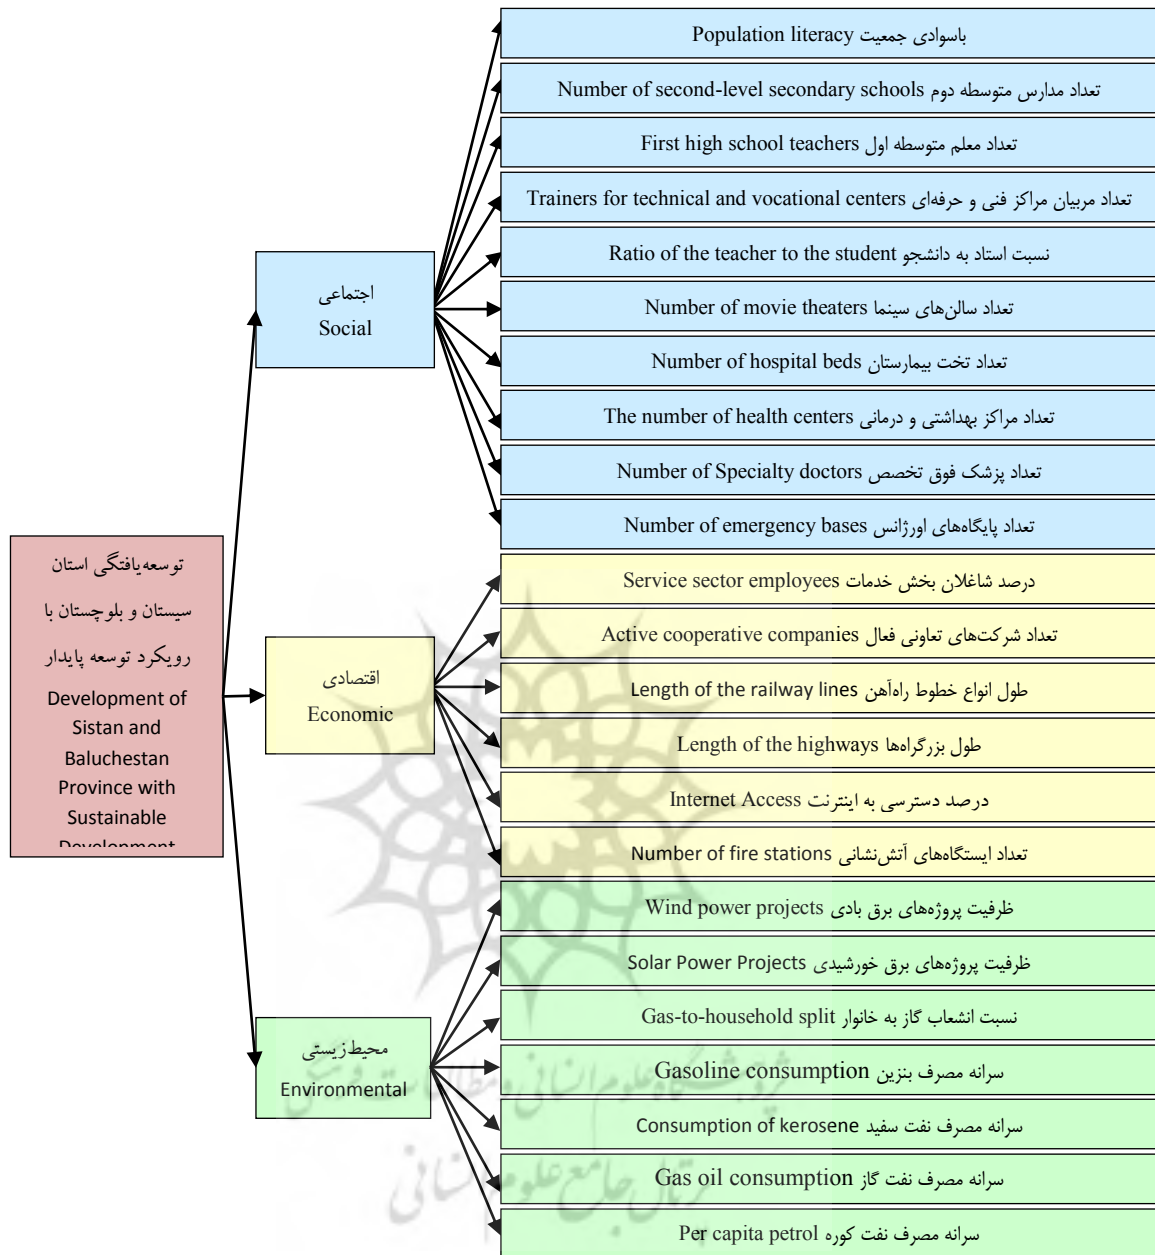 باسوادی جمعیت Population literacy
تعداد مدارس متوسطه دوم Number of second-level secondary schools
تعداد معلم متوسطه اول First high school teachers
تعداد مربیان مراکز فنی و حرفه‌ای Trainers for technical and vocational centers
نسبت استاد به دانشجو Ratio of the teacher to the student
تعداد سالن‌های سینما Number of movie theaters
تعداد تخت بیمارستان Number of hospital beds
تعداد مراکز بهداشتی و درمانی The number of health centers
تعداد پزشک فوق تخصص Number of Specialty doctors
تعداد پایگاه‌های اورژانس Number of emergency bases
اجتماعی
Social
درصد شاغلان بخش خدمات Service sector employees
تعداد شرکت‌های تعاونی فعال Active cooperative companies
طول انواع خطوط راه‌آهن Length of the railway lines
طول بزرگراه‌ها Length of the highways
درصد دسترسی به اینترنت Internet Access
تعداد ایستگاه‌های آتش‌نشانی Number of fire stations
اقتصادی
Economic
توسعه‌یافتگی استان
سیستان و بلوچستان با
رویکرد توسعه پایدار
Development of
Sistan and
Baluchestan
Province with
Sustainable
Development
ظرفیت پروژه‌های برق بادی Wind power projects
ظرفیت پروژه‌های برق خورشیدی Solar Power Projects
نسبت انشعاب گاز به خانوار Gas-to-household split
سرانه مصرف بنزین Gasoline consumption
سرانه مصرف نفت سفید Consumption of kerosene
سرانه مصرف نفت گاز Gas oil consumption
سرانه مصرف نفت کوره Per capita petrol
محیط‌زیستی
Environmental
پژوهشگاه علوم انسانی و مطالعات فرهنگی
پرتال جامع علوم انسانی